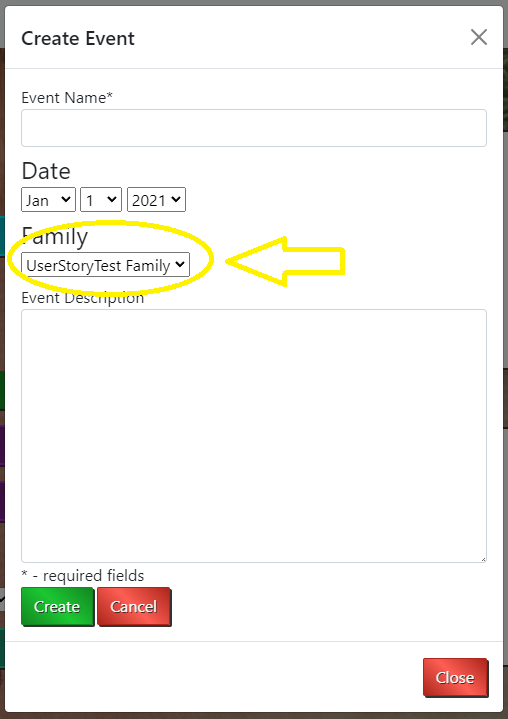 Create Event
Event Name*
Date
Jan 1 2021
Family
UserStoryTest Family
Event Description
* - required fields
Create Cancel
Close